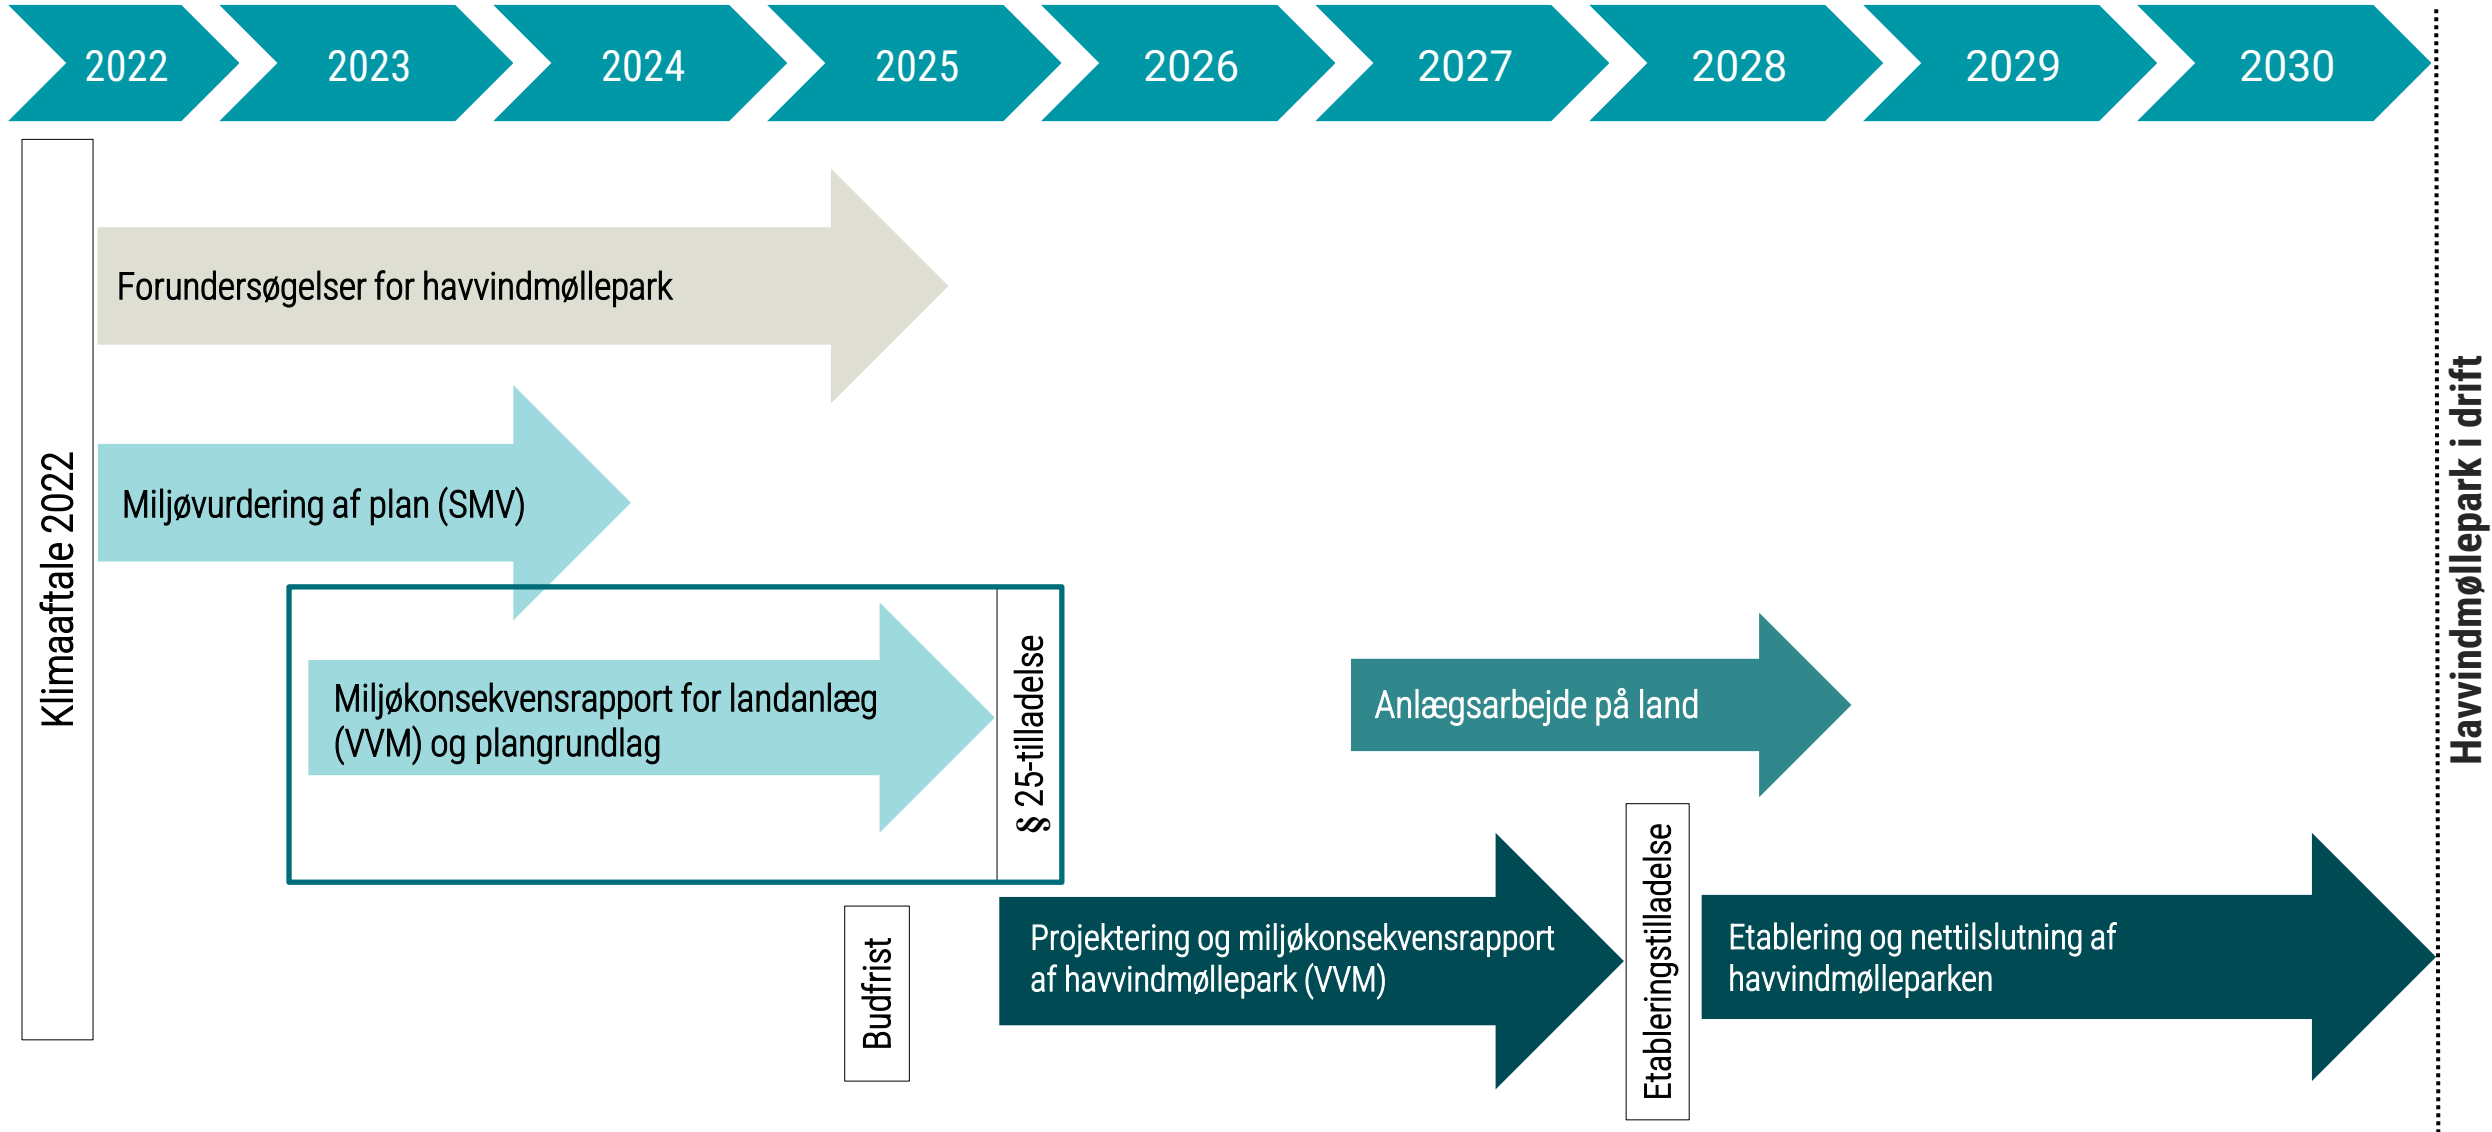 2022
2023
2024
2025
2026
2027
2028
2029
2030
Klimaaftale 2022
Forundersøgelser for havvindmøllepark
Miljøvurdering af plan (SMV)
Miljøkonsekvensrapport for landanlæg
(VVM) og plangrundlag
§ 25-tilladelse
Anlægsarbejde på land
Budfrist
Projektering og miljøkonsekvensrapport
af havvindmøllepark (VVM)
Etableringstilladelse
Etablering og nettilslutning af
havvindmølleparken
Havvindmøllepark i drift